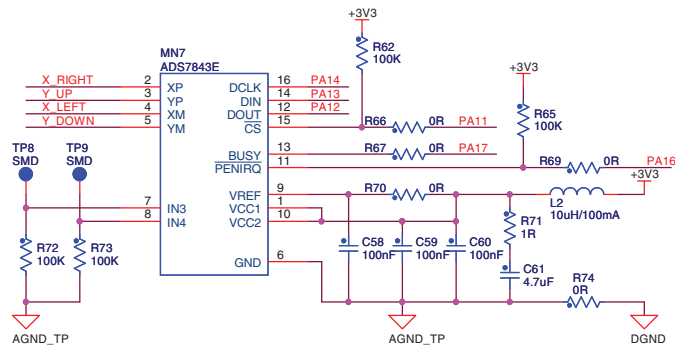 +3V3
MN7
ADS7843E
R62
100K
+3V3
X_RIGHT 2 XP DCLK 16 PA14
Y_UP 3 YP DIN 14 PA13
X_LEFT 4 XM DOUT 12 PA12
Y_DOWN 5 YM CS 15
R66 0R PA11
R65
100K
TP8
SMD
TP9
SMD
BUSY 13 R67 0R PA17
PENIRQ 11 R69 0R PA16
+3V3
VREF 9 R70 0R
L2
10uH/100mA
7 IN3 VCC1 1
8 IN4 VCC2 10
R71
1R
R72
100K
R73
100K
C58
100nF
C59
100nF
C60
100nF
GND 6
C61
4.7uF
R74
0R
AGND_TP
AGND_TP
DGND